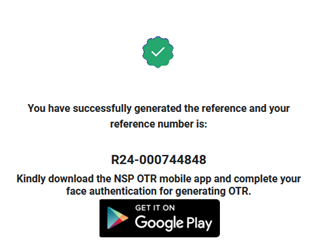 You have successfully generated the reference and your
reference number is:
R24-000744848
Kindly download the NSP OTR mobile app and complete your
face authentication for generating OTR.
GET IT ON
Google Play